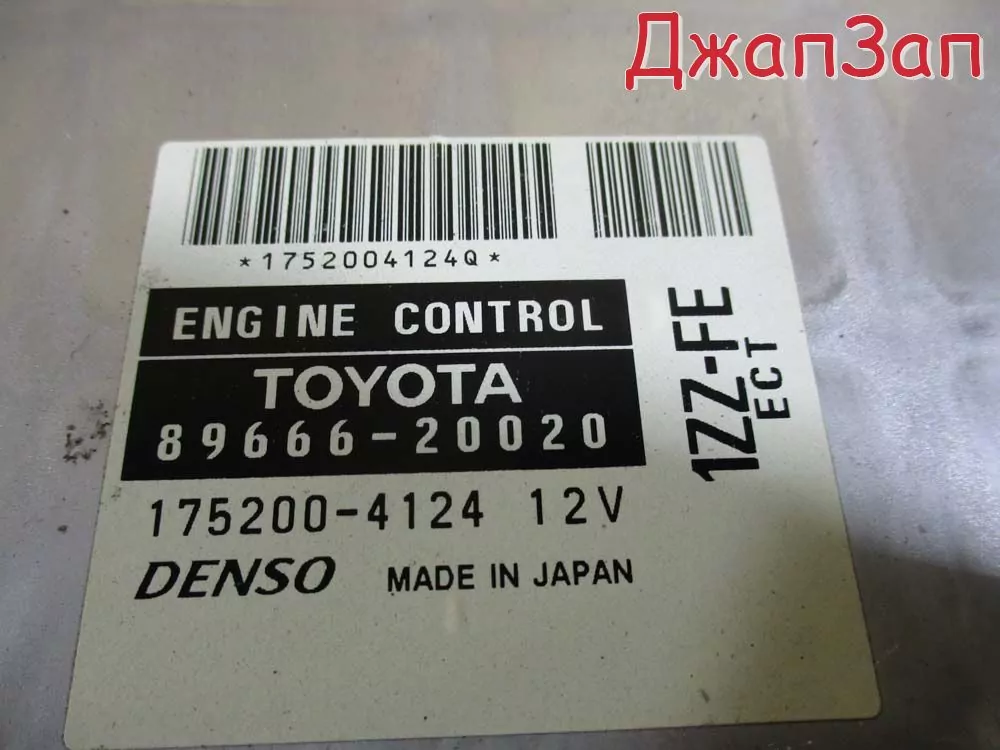 ДжапЗап
*1752004124Q*
ENGINE CONTROL
TOYOTA
89666-20020
175200-4124 12V
DENSO MADE IN JAPAN
1ZZ-FE
ECT